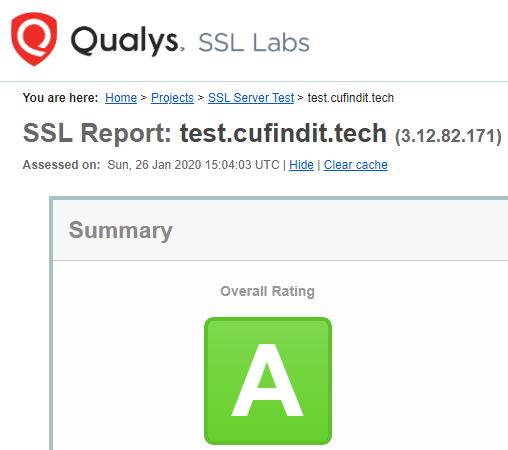 Qualys. SSL Labs
You are here: Home > Projects > SSL Server Test > test.cufindit.tech
SSL Report: test.cufindit.tech (3.12.82.171)
Assessed on: Sun, 26 Jan 2020 15:04:03 UTC | Hide | Clear cache
Summary
Overall Rating
A